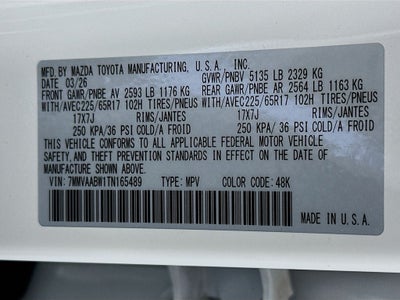 MFD.BY MAZDA TOYOTA MANUFACTURING, U.S.A., INC.
DATE 03/26 GVWR/PNBV 5135 LB 2329 KG
FRONT GAWR/PNBE AV 2593 LB 1176 KG REAR GAWR/PNBE AR 2564 LB 1163 KG
WITH/AVEC225/65R17 102H TIRES/PNEUS WITH/AVEC225/65R17 102H TIRES/PNEUS
17X7J RIMS/JANTES 17X7J RIMS/JANTES
250 KPA/36 PSI COLD/A FROID 250 KPA/36 PSI COLD/A FROID
THIS VEHICLE CONFORMS TO ALL APPLICABLE FEDERAL MOTOR VEHICLE
SAFETY, BUMPER, AND THEFT PREVENTION STANDARDS IN EFFECT ON THE DATE OF
MANUFACTURE SHOWN ABOVE.
VIN: 7MMVAABW1TN165489 TYPE: MPV COLOR CODE: 48K
MADE IN U.S.A.